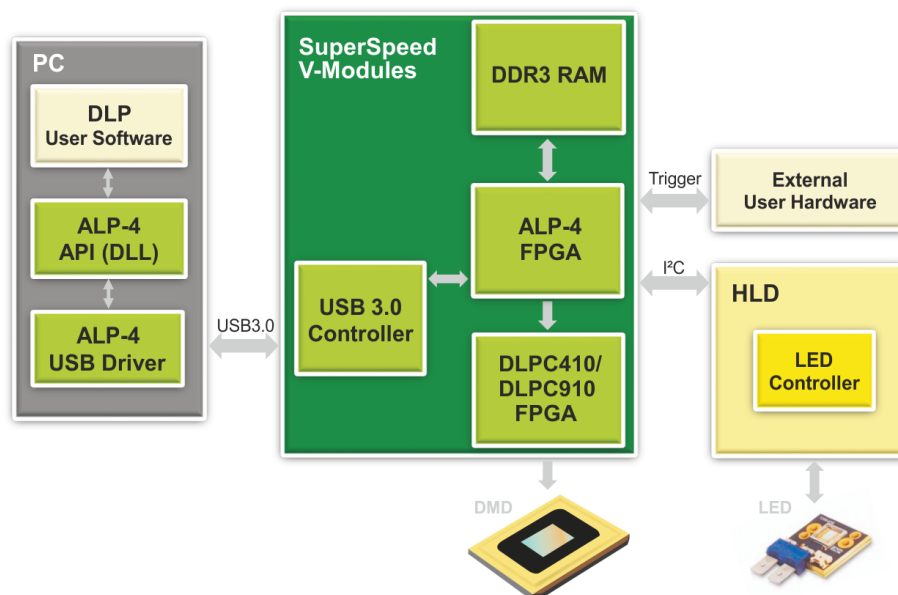 PC
DLP
User Software
ALP-4
API (DLL)
ALP-4
USB Driver
USB3.0
SuperSpeed
V-Modules
DDR3 RAM
ALP-4
FPGA
USB 3.0
Controller
DLPC410/
DLPC910
FPGA
DMD
Trigger
External
User Hardware
I²C
HLD
LED
Controller
LED